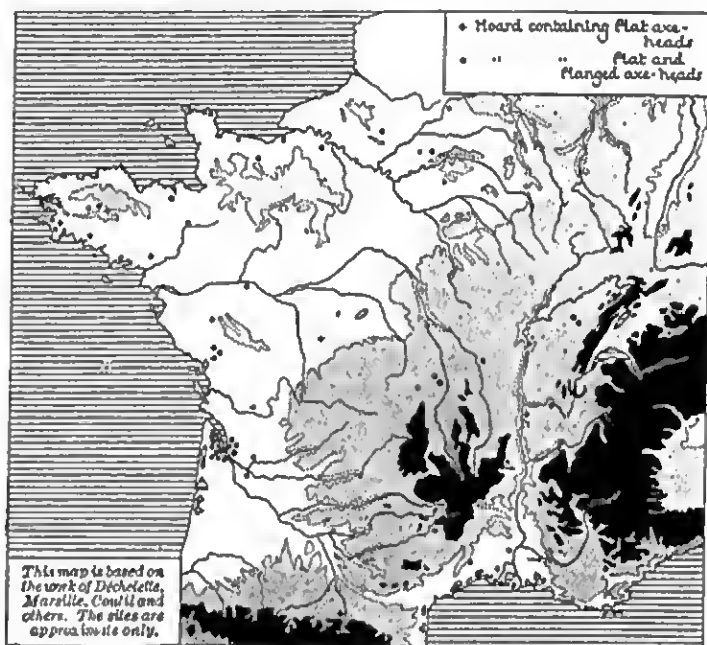 Hoard containing flat axe-
heads
" " flat and
flanged axe-heads
This map is based on
the work of Déchelette,
Marsille, Coutil and
others. The sites are
approximate only.